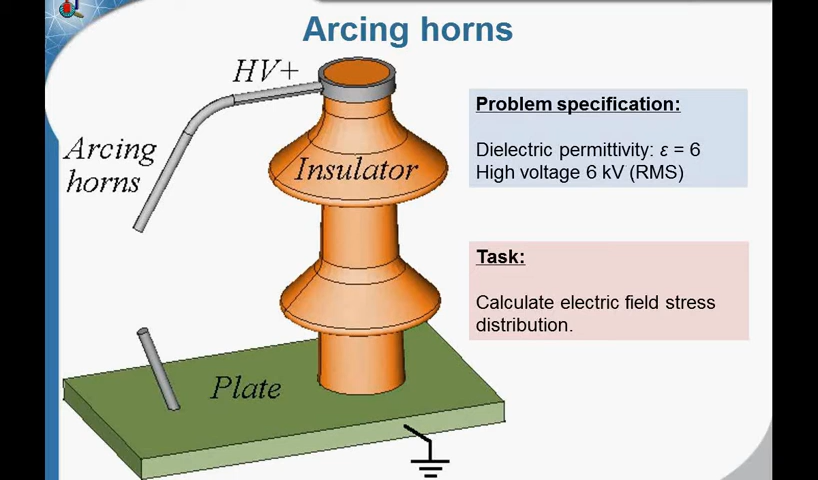 Arcing horns
HV+
Arcing
horns
Insulator
Plate
Problem specification:
Dielectric permittivity: ε = 6
High voltage 6 kV (RMS)
Task:
Calculate electric field stress
distribution.